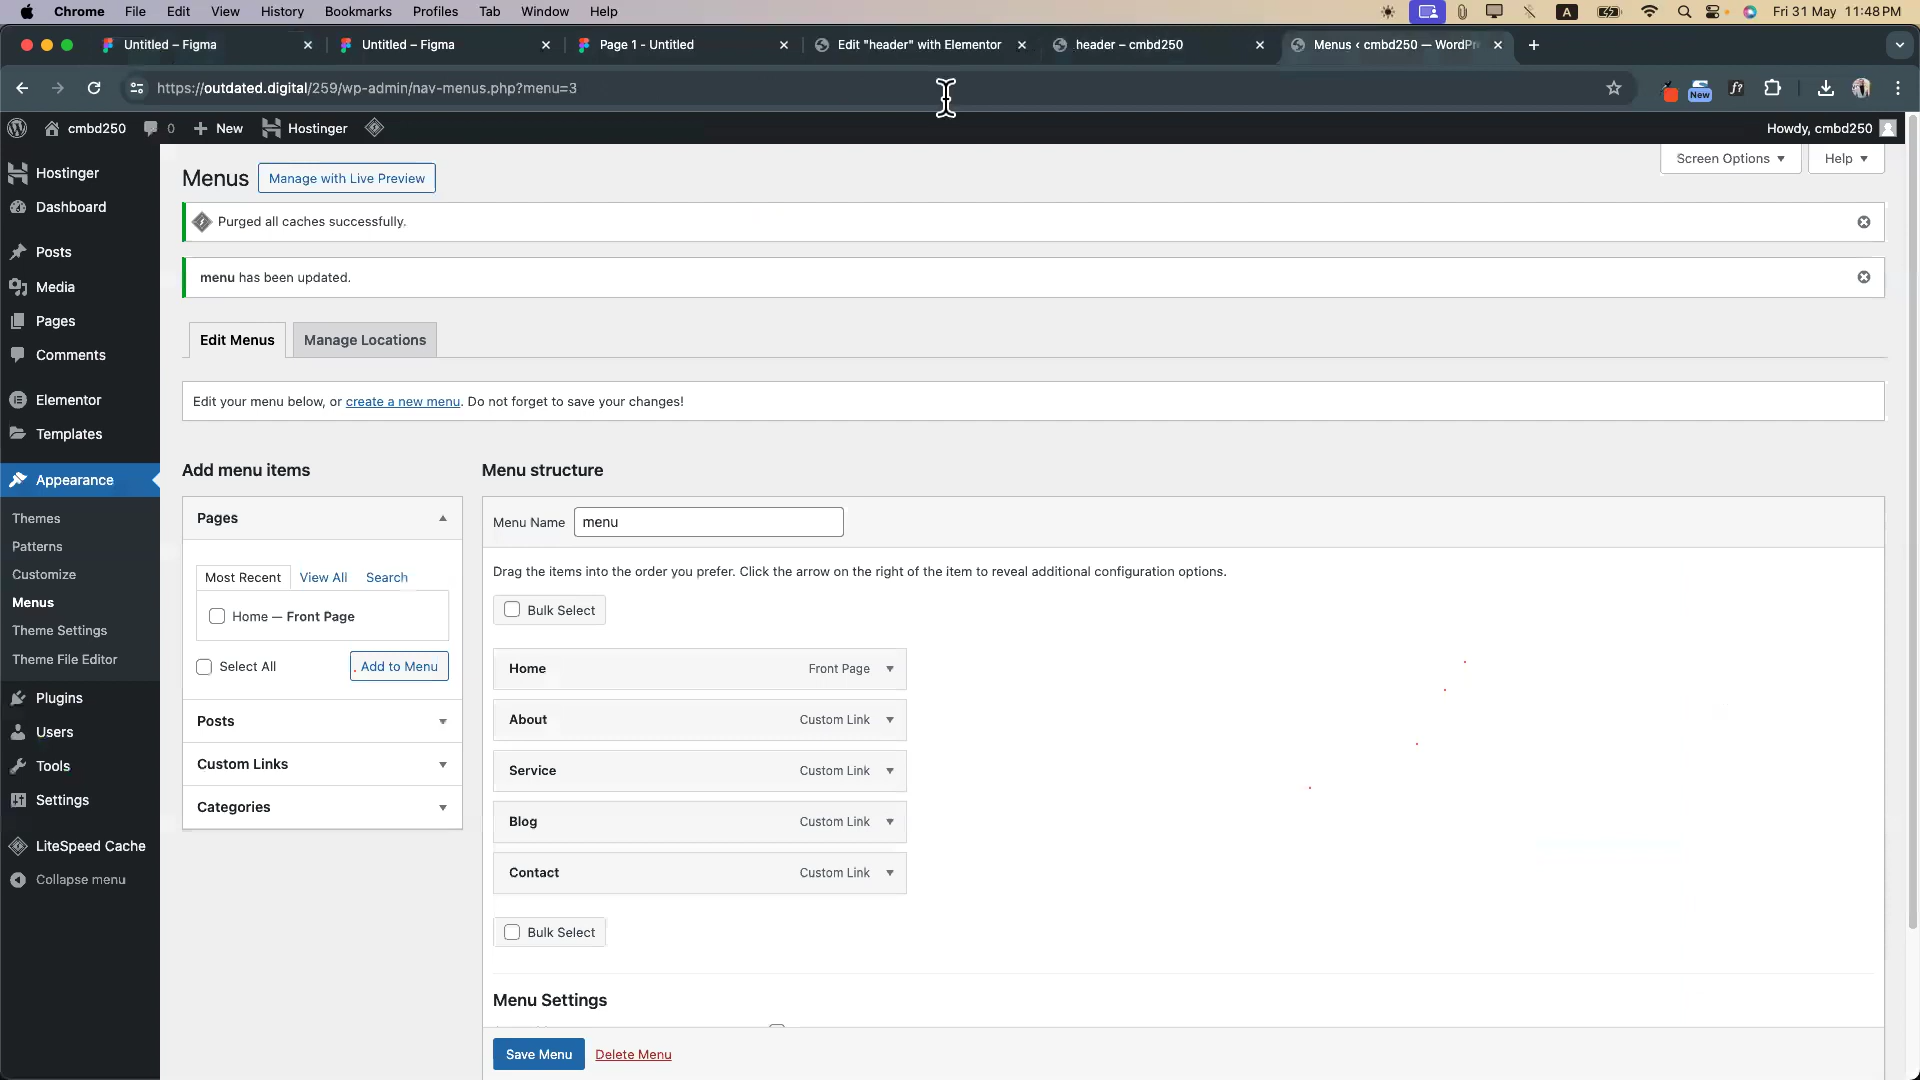 Chrome File Edit View History Bookmarks Profiles Tab Window Help A Fri 31 May 11:48 PM
Untitled – Figma Untitled – Figma Page 1 - Untitled Edit "header" with Elementor header – cmbd250 Menus ‹ cmbd250 — WordPr
https://outdated.digital/259/wp-admin/nav-menus.php?menu=3 New f?
cmbd250 0 New Hostinger Howdy, cmbd250
Screen Options Help
Hostinger
Dashboard
Posts
Media
Pages
Comments
Elementor
Templates
Appearance
Themes
Patterns
Customize
Menus
Theme Settings
Theme File Editor
Plugins
Users
Tools
Settings
LiteSpeed Cache
Collapse menu
Menus Manage with Live Preview
Purged all caches successfully.
menu has been updated.
Edit Menus Manage Locations
Edit your menu below, or create a new menu. Do not forget to save your changes!
Add menu items
Pages
Most Recent View All Search
Home — Front Page
Select All Add to Menu
Posts
Custom Links
Categories
Menu structure
Menu Name menu
Drag the items into the order you prefer. Click the arrow on the right of the item to reveal additional configuration options.
Bulk Select
Home Front Page
About Custom Link
Service Custom Link
Blog Custom Link
Contact Custom Link
Bulk Select
Menu Settings
Save Menu Delete Menu